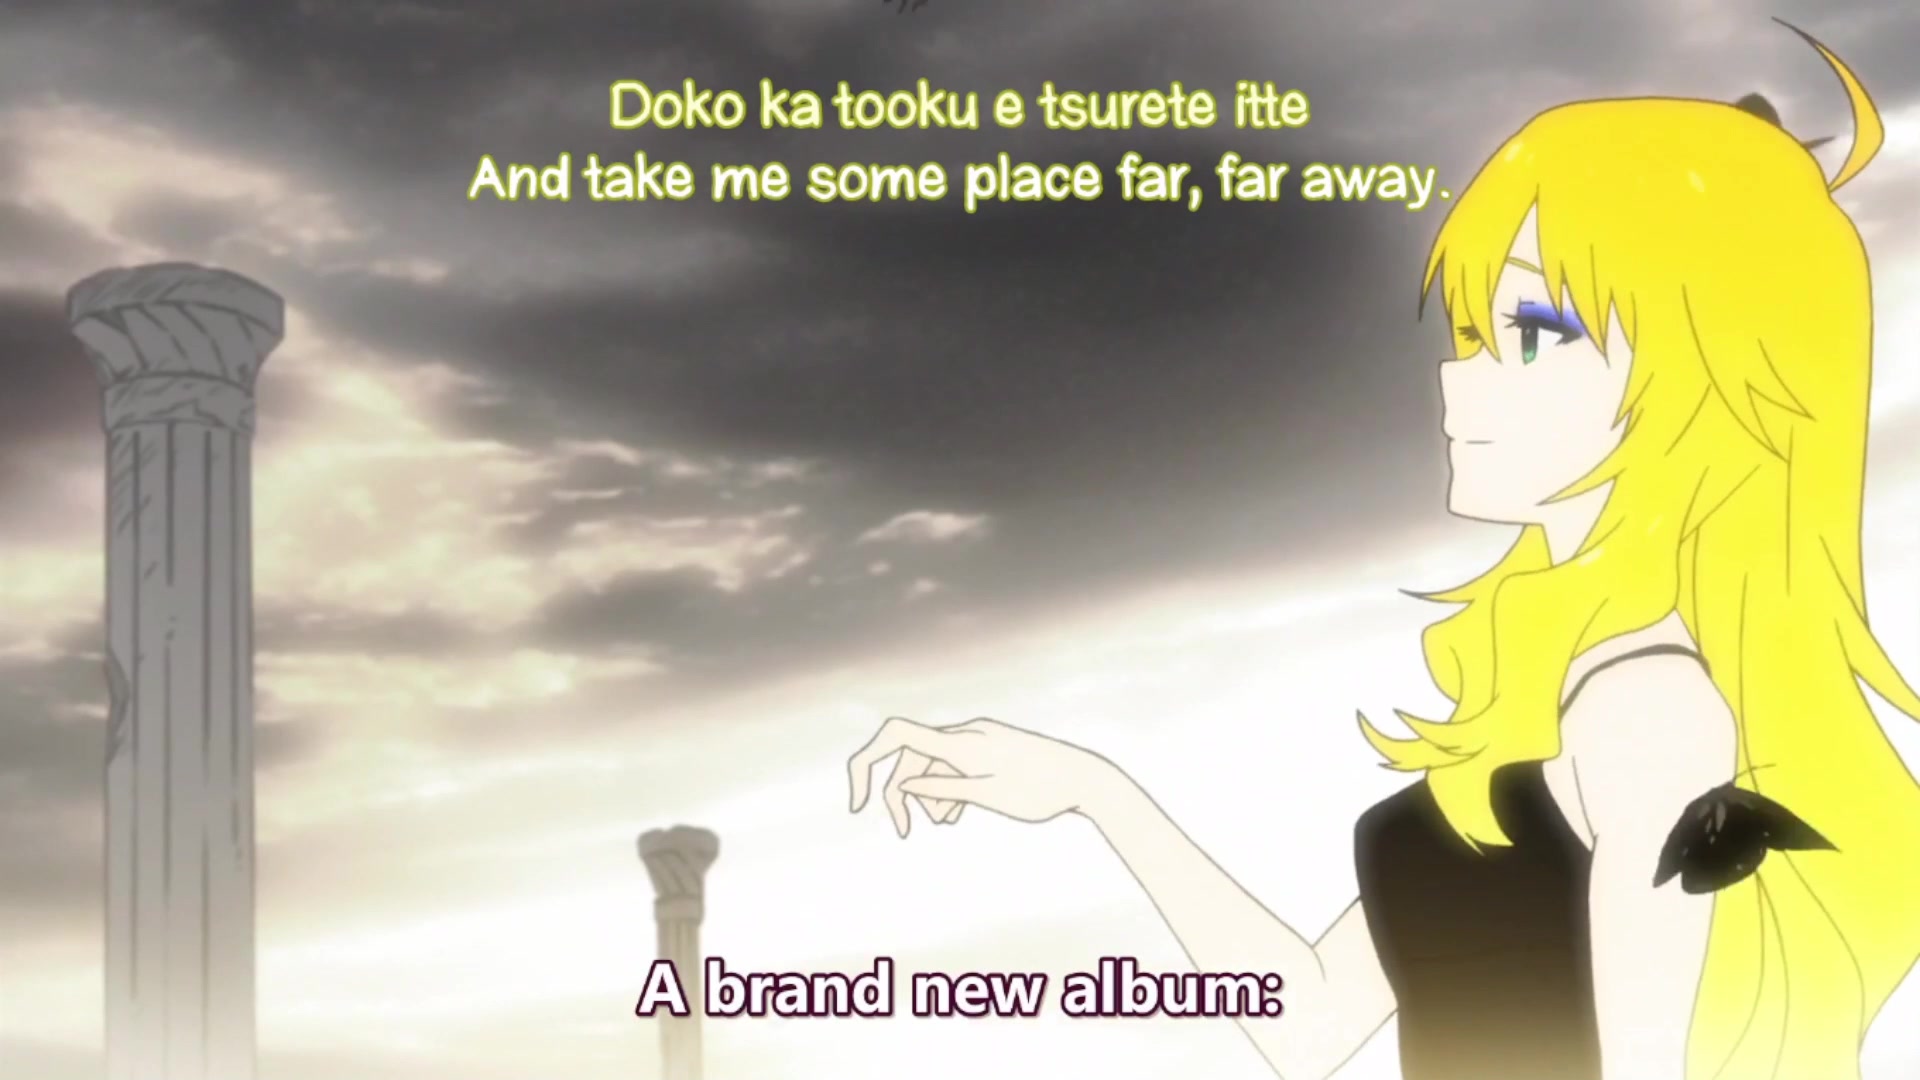 Doko ka tooku e tsurete itte
And take me some place far, far away.
A brand new album: